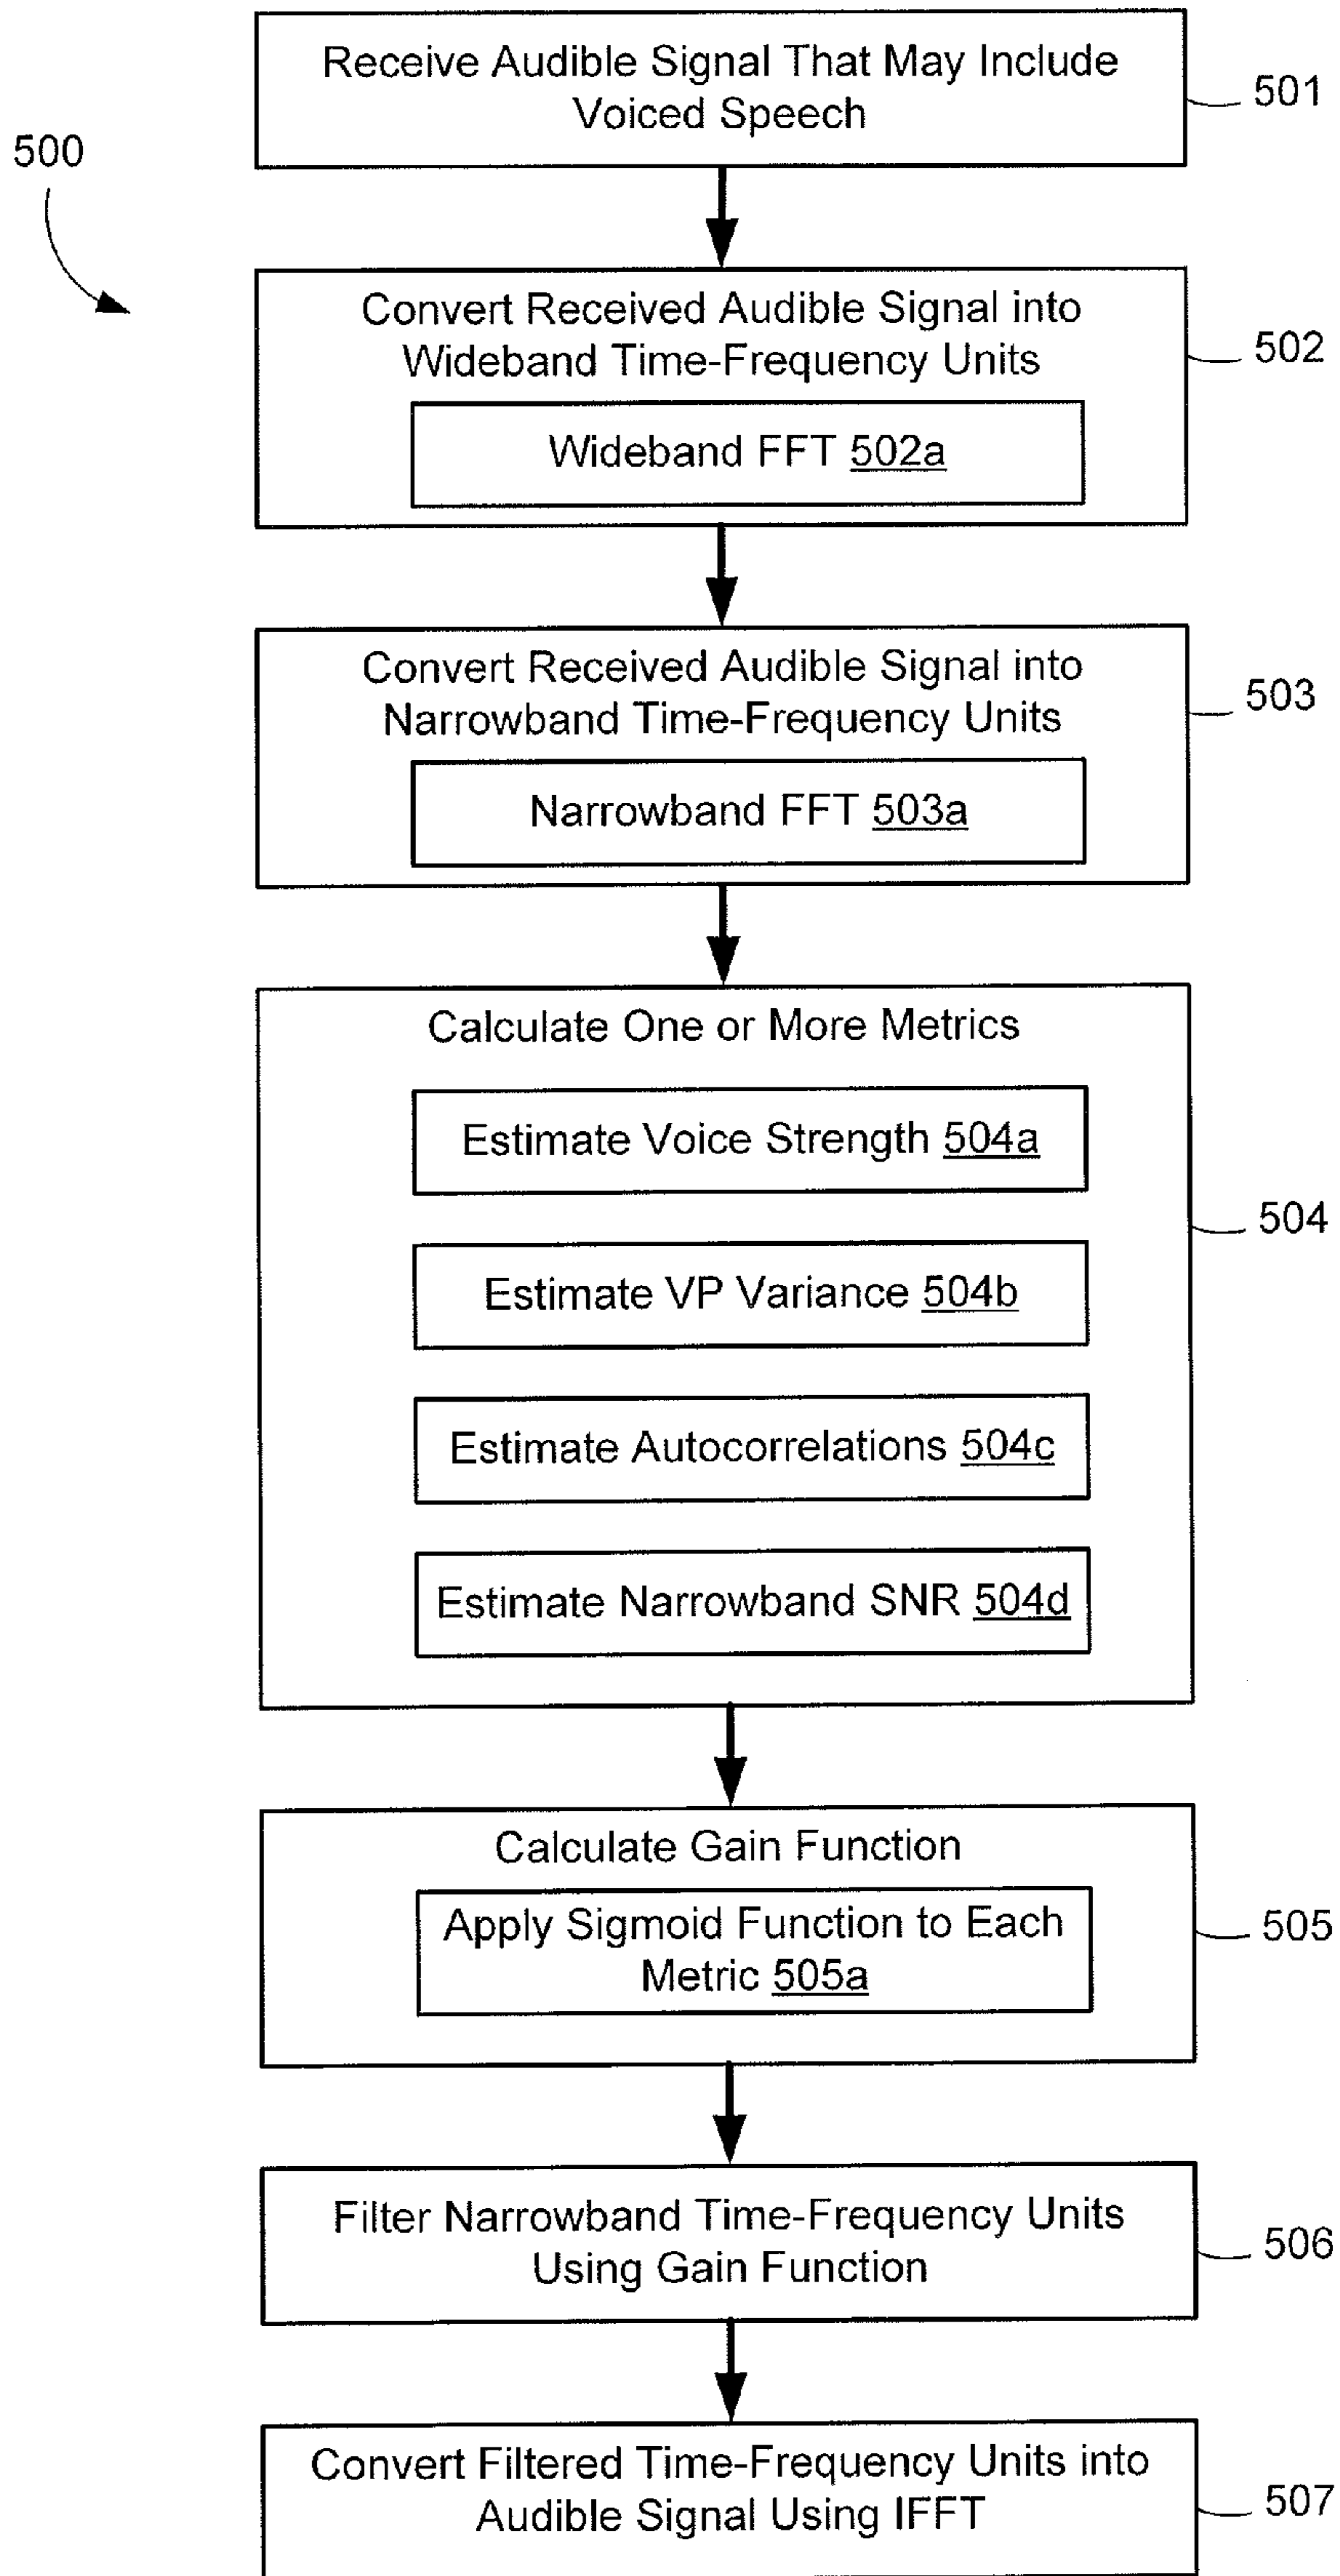 Receive Audible Signal That May Include
Voiced Speech
501
500
Convert Received Audible Signal into
Wideband Time-Frequency Units
502
Wideband FFT 502a
Convert Received Audible Signal into
Narrowband Time-Frequency Units
503
Narrowband FFT 503a
Calculate One or More Metrics
Estimate Voice Strength 504a
504
Estimate VP Variance 504b
Estimate Autocorrelations 504c
Estimate Narrowband SNR 504d
Calculate Gain Function
Apply Sigmoid Function to Each
Metric 505a
505
Filter Narrowband Time-Frequency Units
Using Gain Function
506
Convert Filtered Time-Frequency Units into
Audible Signal Using IFFT
507